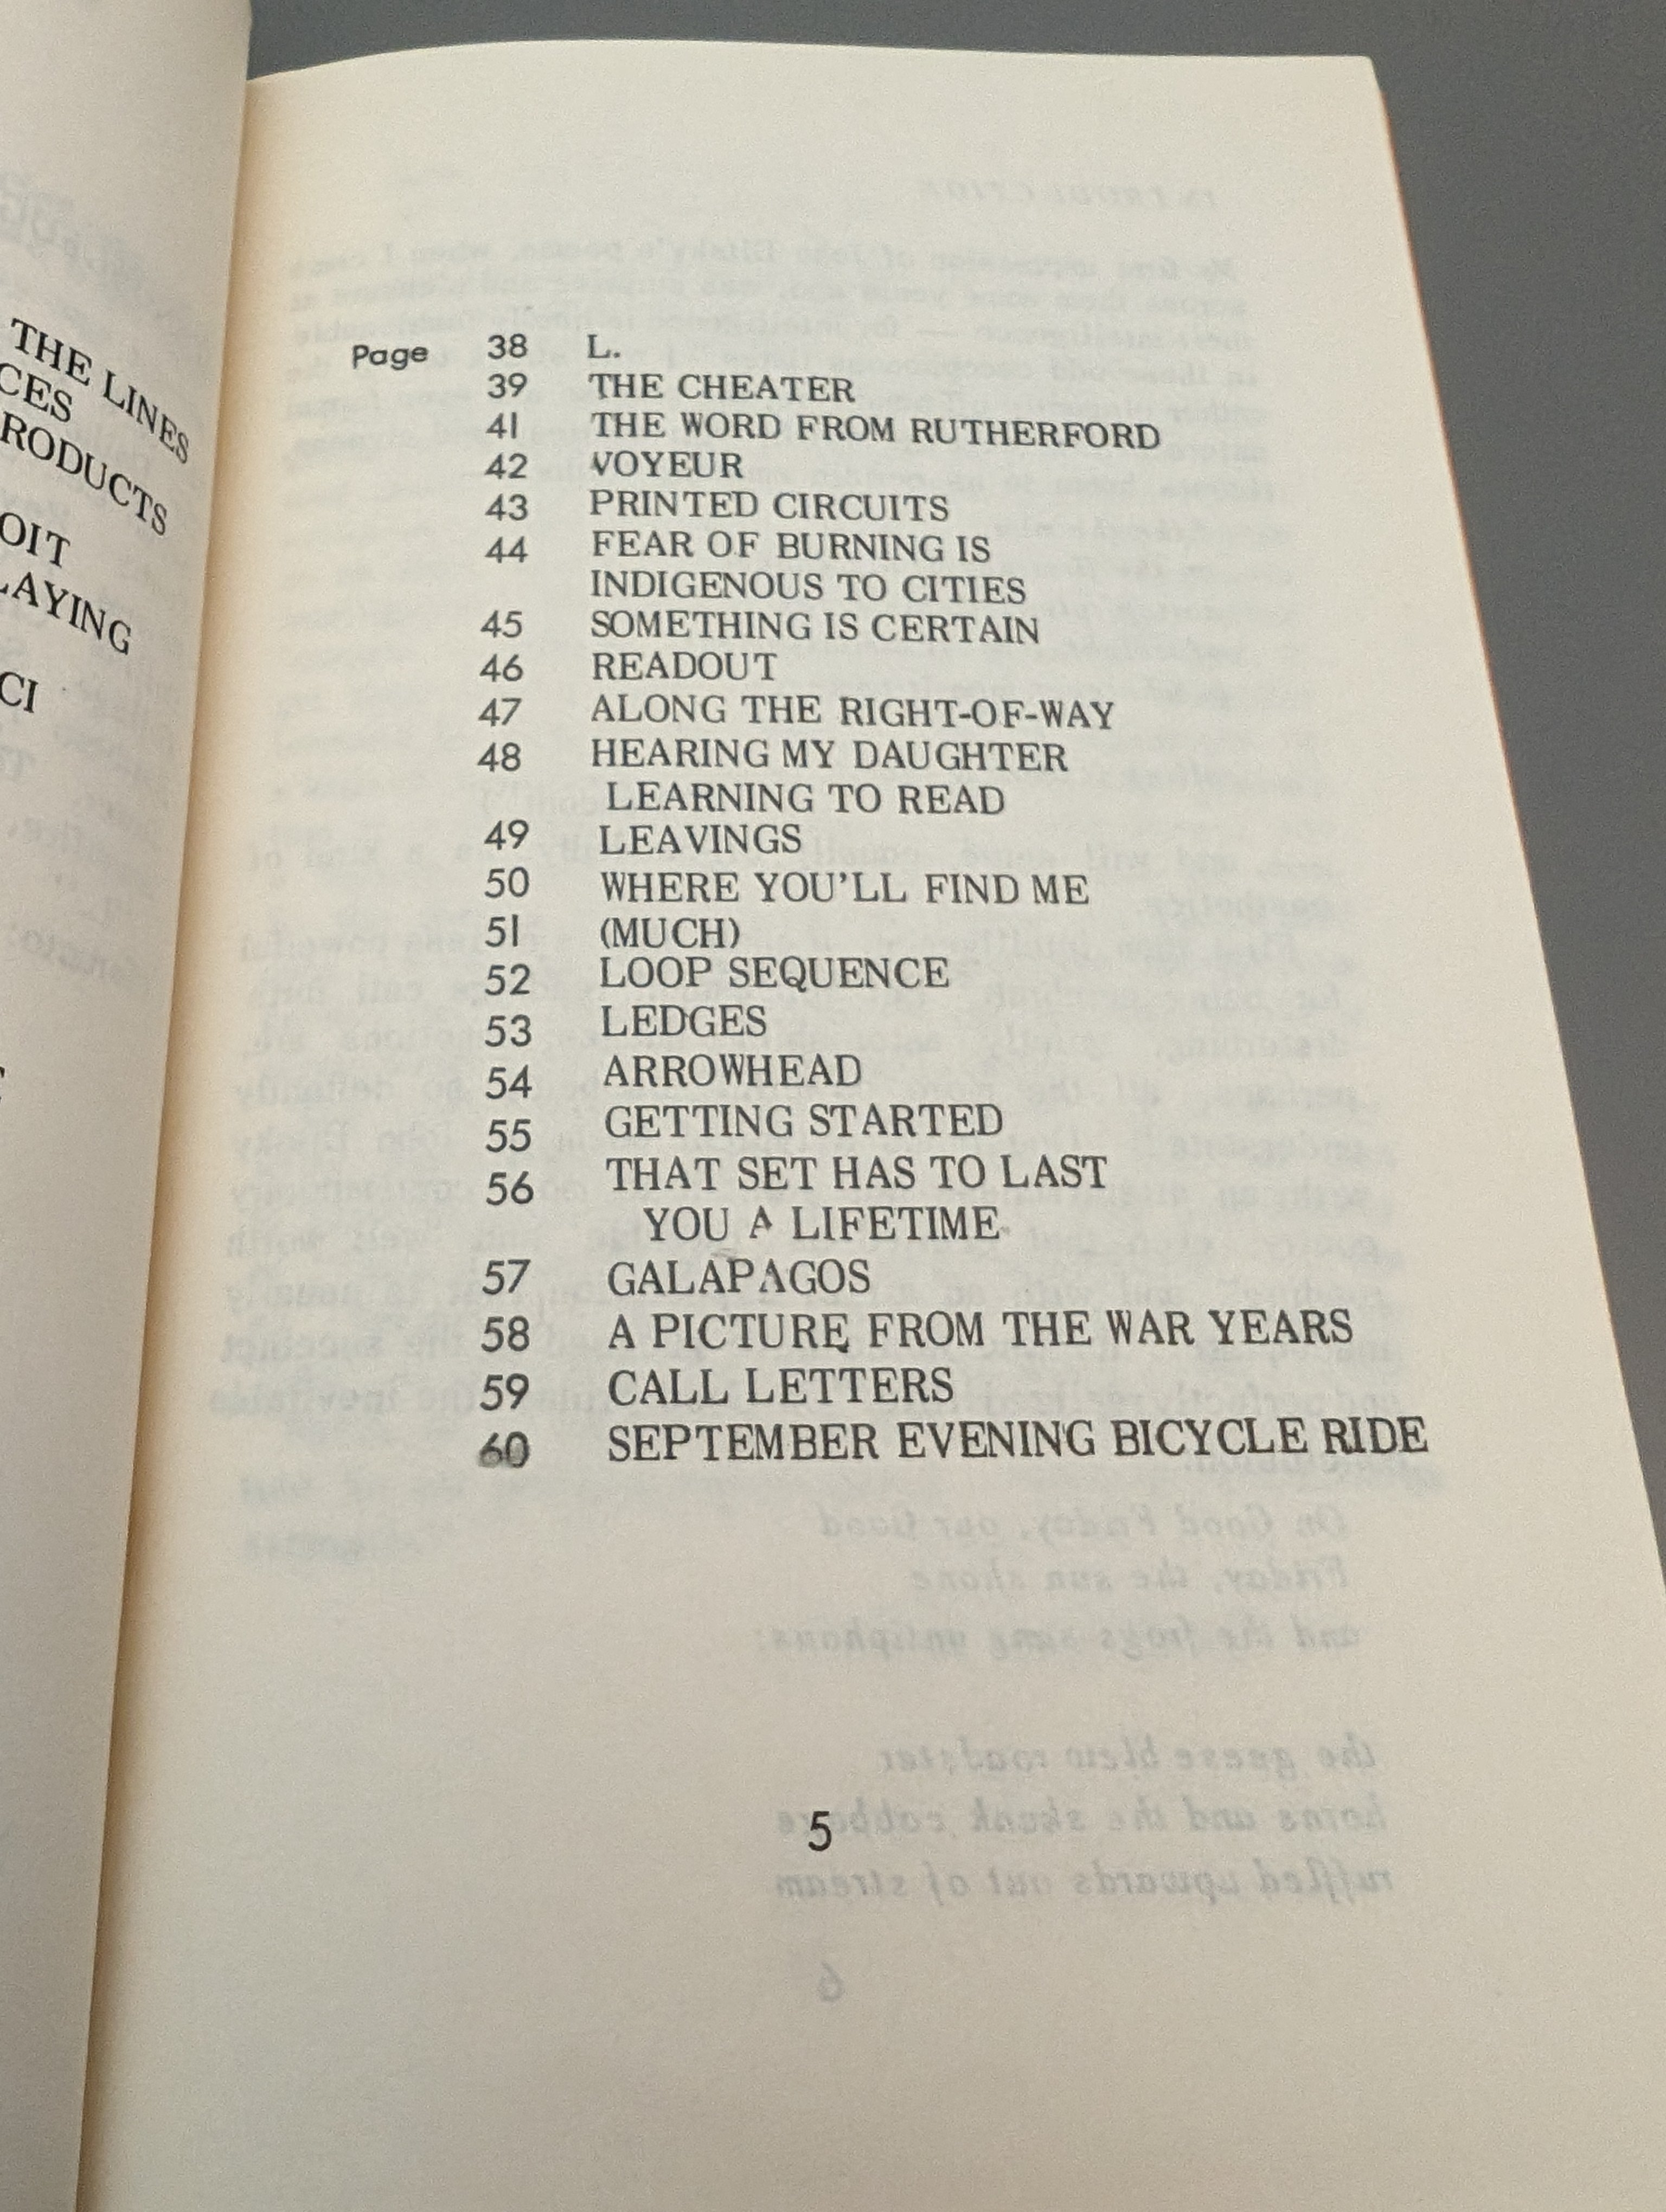 THE LINES
CES
RODUCTS
OIT
LAYING
CI
Page 38 L.
39 THE CHEATER
41 THE WORD FROM RUTHERFORD
42 VOYEUR
43 PRINTED CIRCUITS
44 FEAR OF BURNING IS
INDIGENOUS TO CITIES
45 SOMETHING IS CERTAIN
46 READOUT
47 ALONG THE RIGHT-OF-WAY
48 HEARING MY DAUGHTER
LEARNING TO READ
49 LEAVINGS
50 WHERE YOU'LL FIND ME
51 (MUCH)
52 LOOP SEQUENCE
53 LEDGES
54 ARROWHEAD
55 GETTING STARTED
56 THAT SET HAS TO LAST
YOU A LIFETIME
57 GALAPAGOS
58 A PICTURE FROM THE WAR YEARS
59 CALL LETTERS
60 SEPTEMBER EVENING BICYCLE RIDE
5